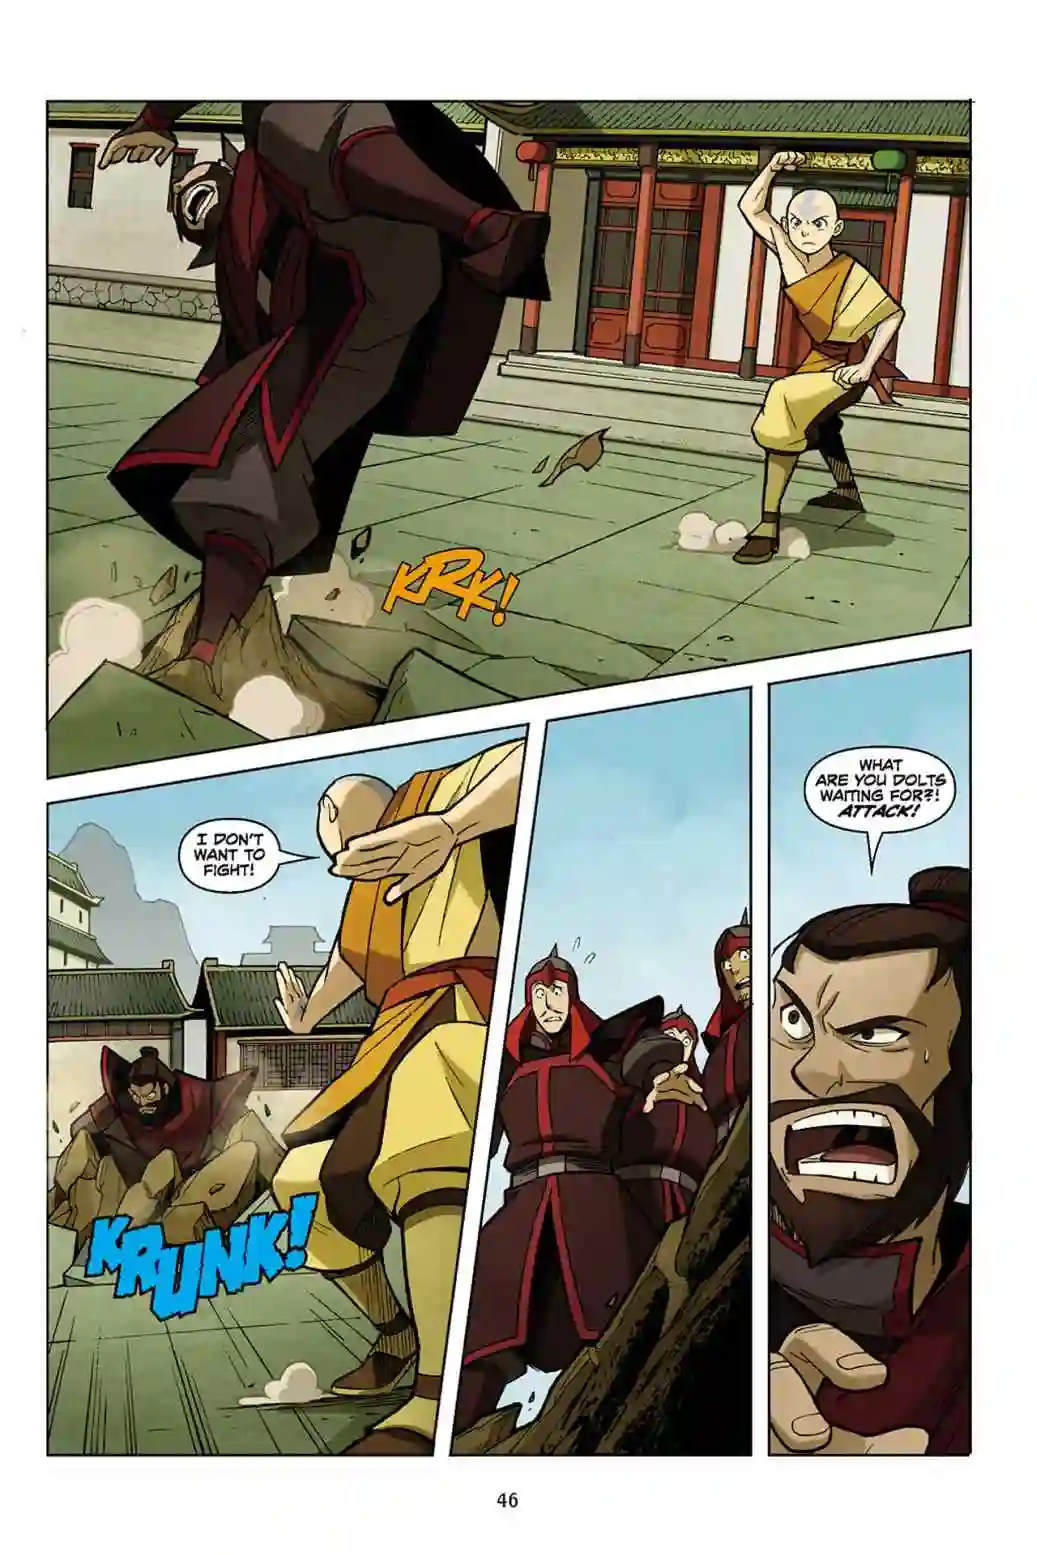 KRK!
I DON'T
WANT TO
FIGHT!
KRUNK!
WHAT
ARE YOU DOLTS
WAITING FOR?!
ATTACK!
46